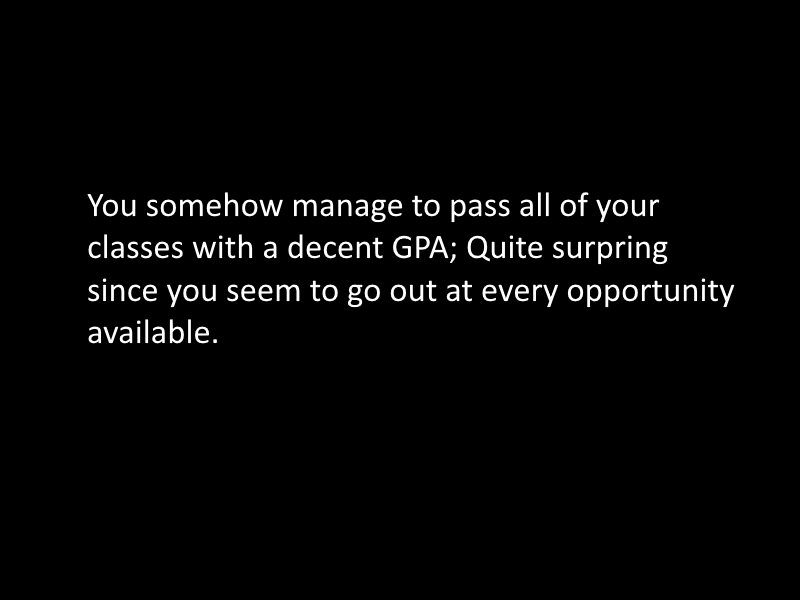 You somehow manage to pass all of your
classes with a decent GPA; Quite surpring
since you seem to go out at every opportunity
available.